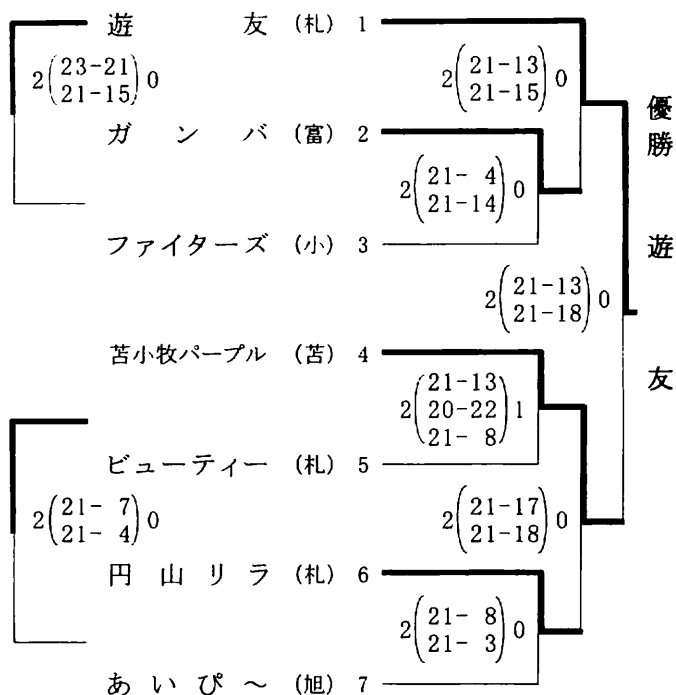 遊友 (札) 1
2(23-21 21-15)0
2(21-13 21-15)0
ガンバ (富) 2
2(21- 4 21-14)0
ファイターズ (小) 3
2(21-13 21-18)0
苫小牧パープル (苫) 4
2(21-13 20-22 21- 8)1
ビューティー (札) 5
2(21- 7 21- 4)0
2(21-17 21-18)0
円山リラ (札) 6
2(21- 8 21- 3)0
あいぴ～ (旭) 7
優勝 遊友